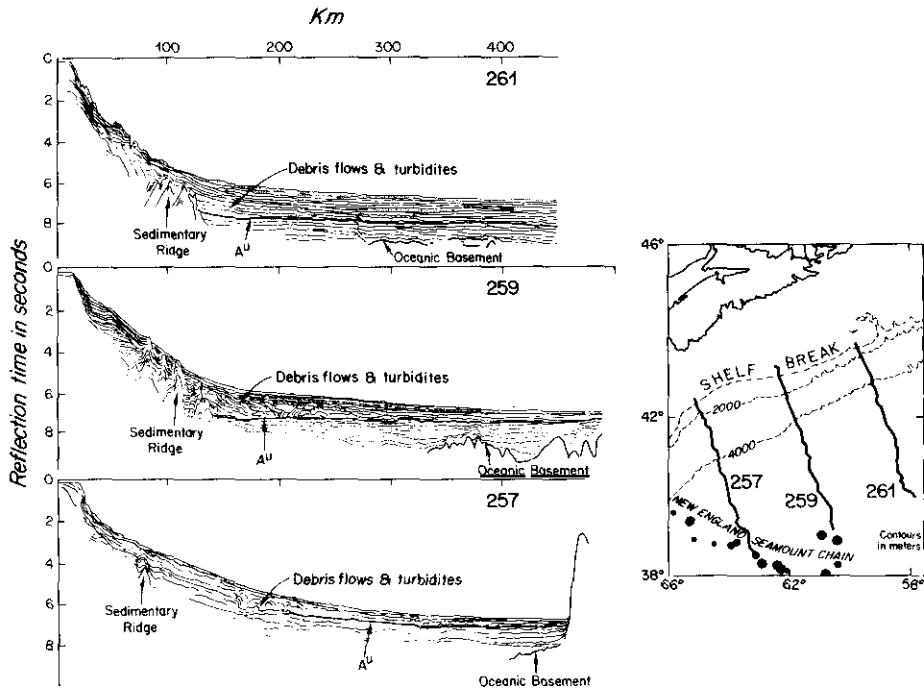 Km
100 200 300 400
0
2
4
6
8
261
Debris flows & turbidites
Sedimentary
Ridge
Aᵘ
Oceanic Basement
0
2
4
6
8
259
Debris flows & turbidites
Sedimentary
Ridge
Aᵘ
Oceanic Basement
0
2
4
6
8
257
Debris flows & turbidites
Sedimentary
Ridge
Aᵘ
Oceanic Basement
Reflection time in seconds
46°
SHELF BREAK
2000
42°
4000
257
259
261
NEW ENGLAND SEAMOUNT CHAIN
Contours
in meters
38°
66° 62° 58°